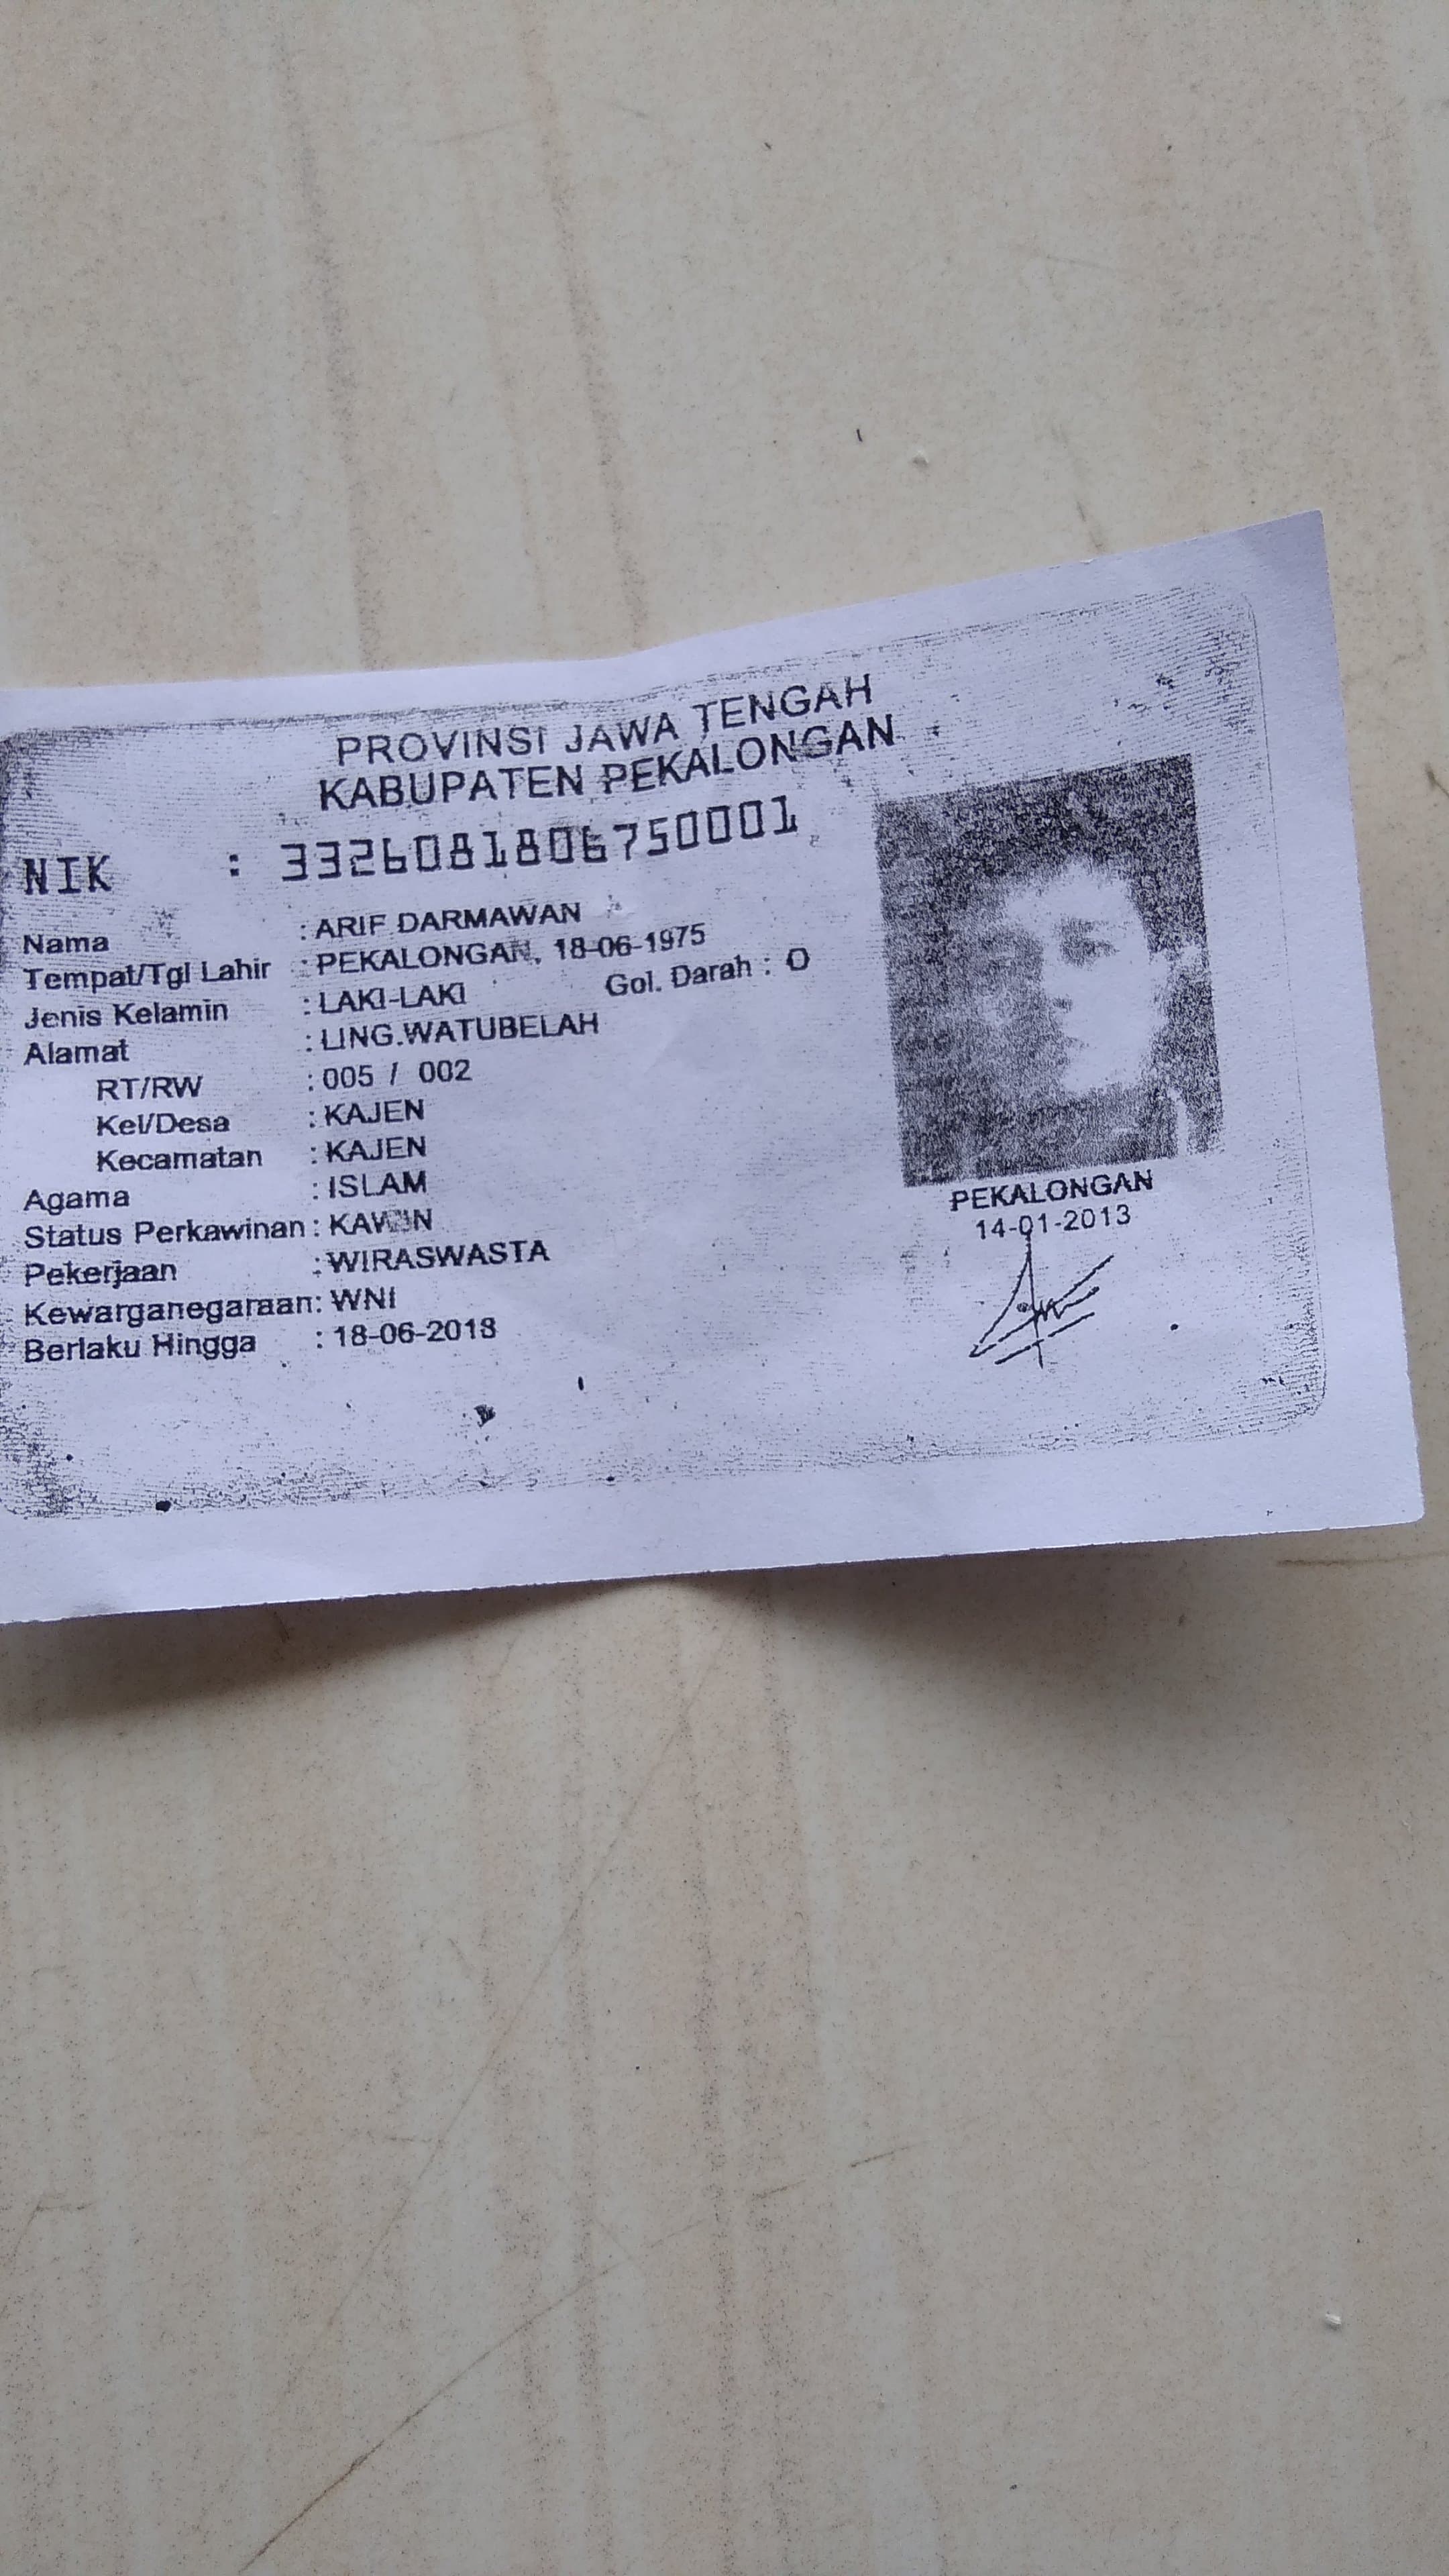 PROVINSI JAWA TENGAH
KABUPATEN PEKALONGAN
NIK : 3326081806750001
Nama : ARIF DARMAWAN
Tempat/Tgl Lahir : PEKALONGAN, 18-06-1975
Jenis Kelamin : LAKI-LAKI Gol. Darah : O
Alamat : LING.WATUBELAH
RT/RW : 005 / 002
Kel/Desa : KAJEN
Kecamatan : KAJEN
Agama : ISLAM
Status Perkawinan : KAWIN
Pekerjaan : WIRASWASTA
Kewarganegaraan: WNI
Berlaku Hingga : 18-06-2018
PEKALONGAN
14-01-2013